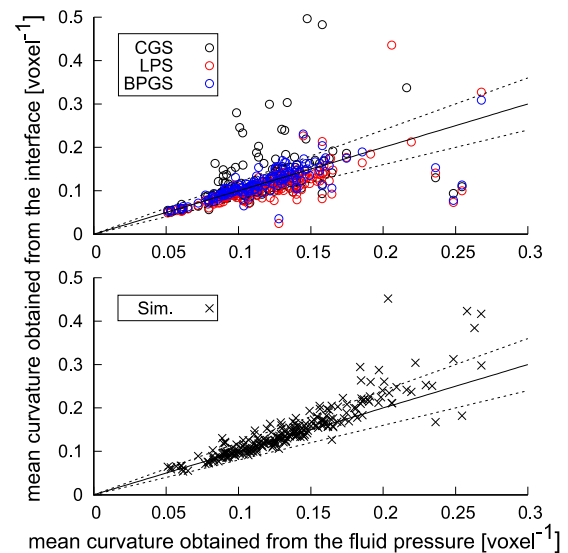 mean curvature obtained from the interface [voxel⁻¹]
0.5
0.4
0.3
0.2
0.1
0
CGS
LPS
BPGS
0 0.05 0.1 0.15 0.2 0.25 0.3
0.5
0.4
0.3
0.2
0.1
0
Sim.
0 0.05 0.1 0.15 0.2 0.25 0.3
mean curvature obtained from the fluid pressure [voxel⁻¹]